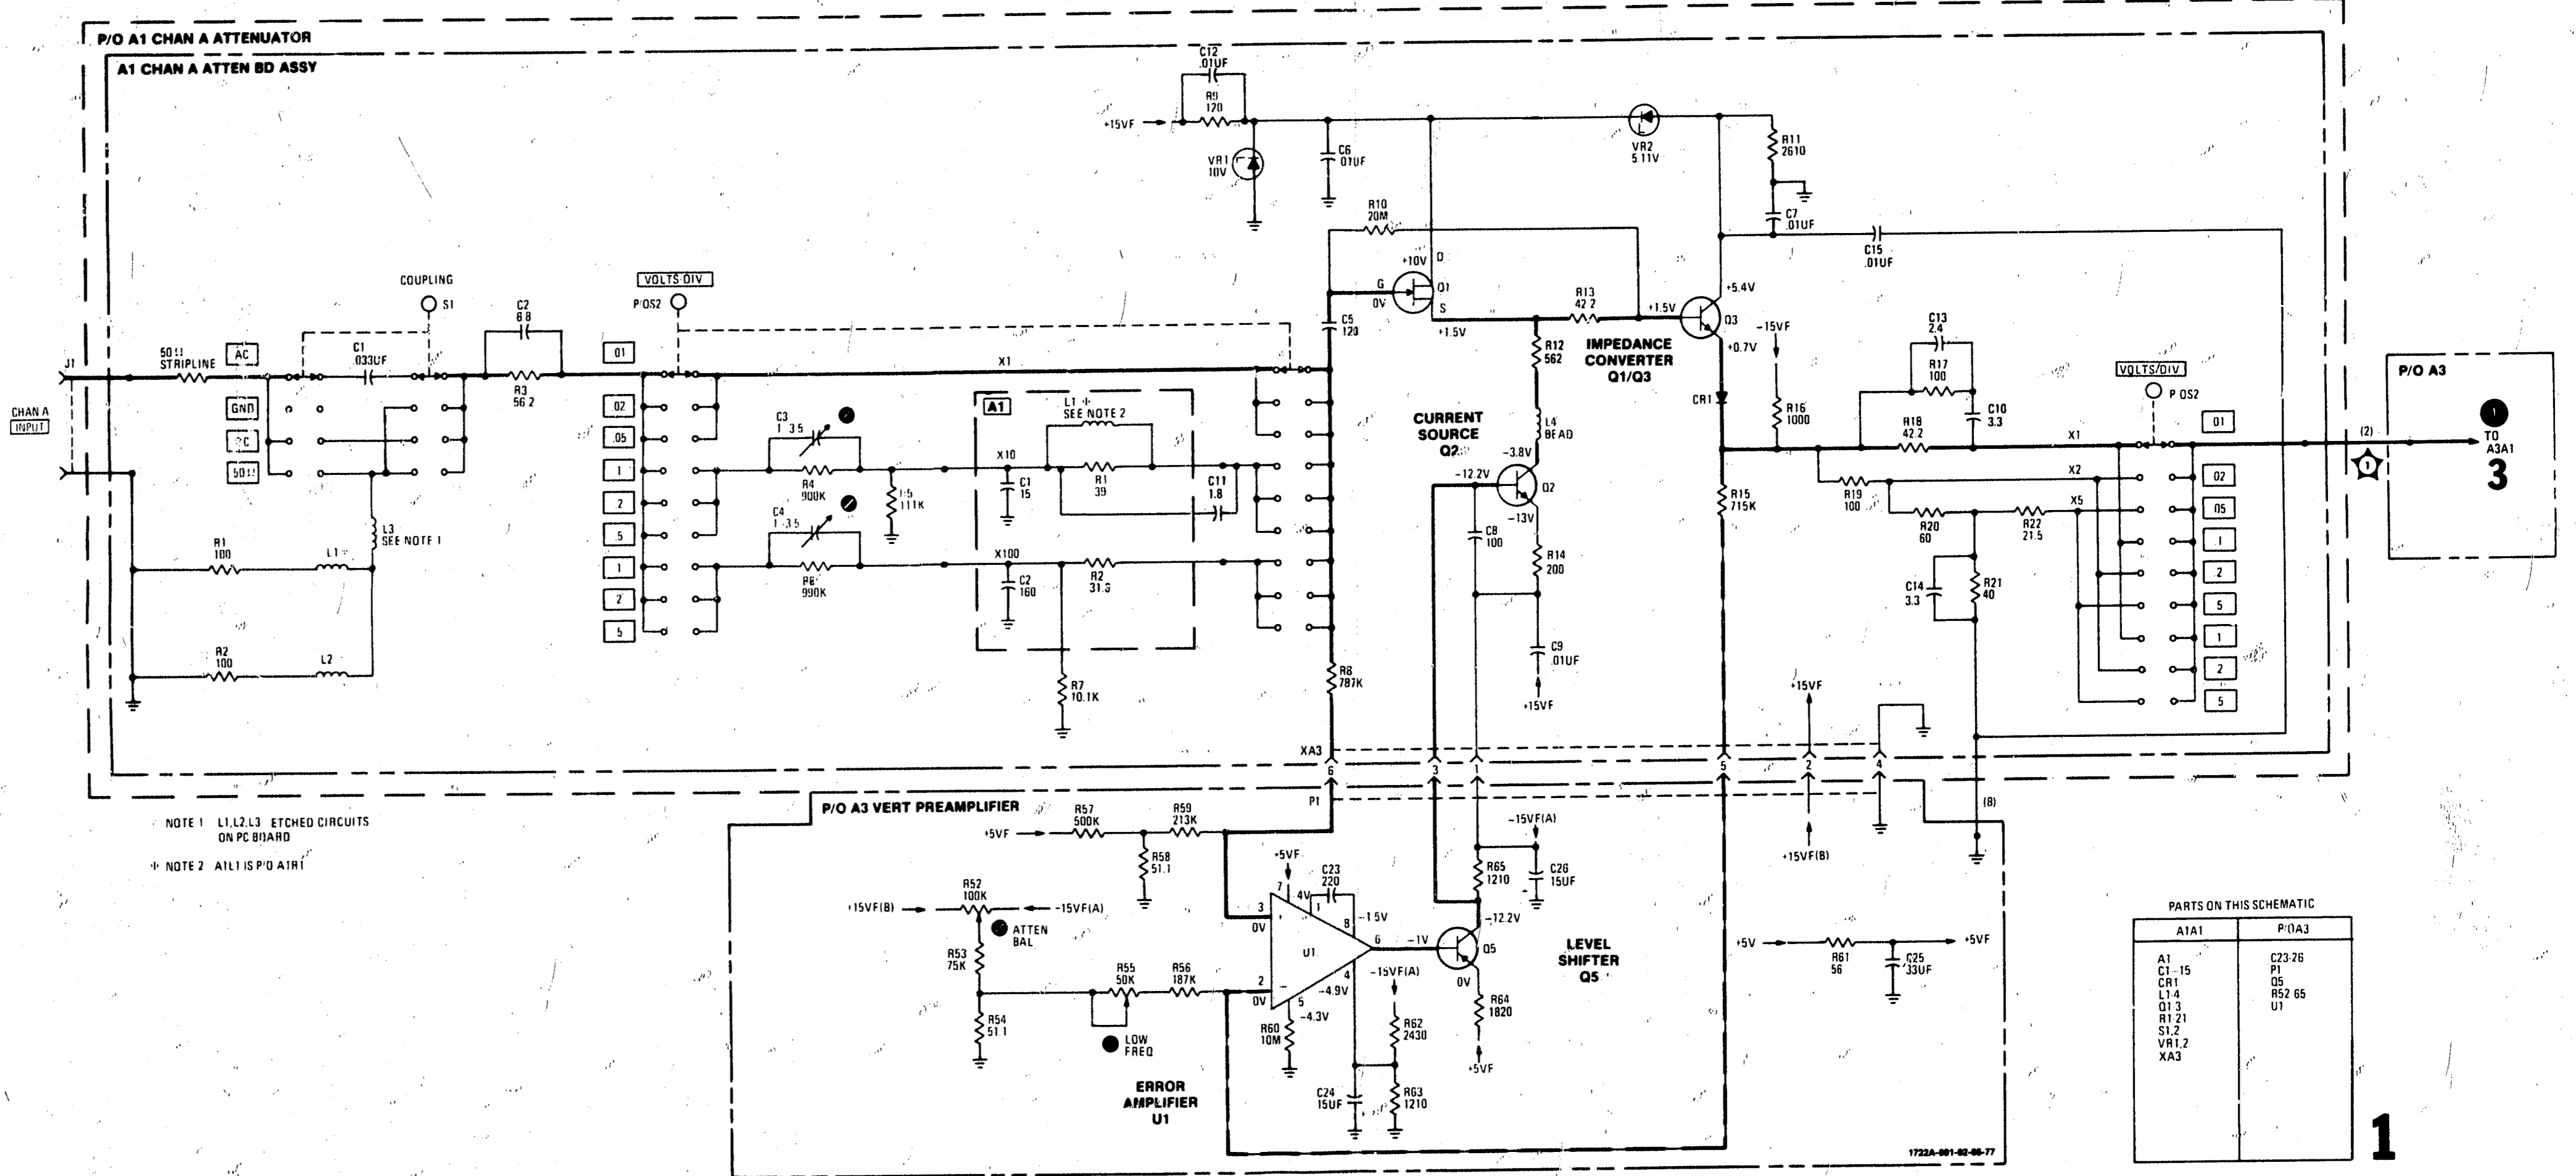 P/O A1 CHAN A ATTENUATOR
A1 CHAN A ATTEN BD ASSY
J1
CHAN A
INPUT
50Ω
STRIPLINE
AC
GND
50Ω
COUPLING
S1
C1
.033UF
C2
6.8
R3
56.2
L3
SEE NOTE 1
R1
100
L1
R2
100
L2
VOLTS/DIV
P/OS2
.02
.05
2
.5
1
2
5
C3
1-3.5
R4
900K
C4
1-3.5
990K
111K
X1
X10
X100
A1
L1
SEE NOTE 2
C1
15
R1
39
C11
1.8
C2
160
R2
R7
10.1K
C12
.01UF
R9
120
+15VF
VR1
10V
C6
.01UF
R10
20M
C5
120
R8
787K
+10V
D
G
0V
Q1
S
+1.5V
VR2
5.11V
R11
2610
C7
.01UF
C15
.01UF
R13
42.2
+1.5V
+5.4V
Q3
+0.7V
IMPEDANCE
CONVERTER
Q1/Q3
R12
562
L4
BEAD
CURRENT
SOURCE
Q2
-3.8V
-12.2V
Q2
-13V
C8
100
R14
200
C9
.01UF
+15VF
CR1
-15VF
R16
1000
R15
715K
C13
2.4
R17
100
C10
3.3
R18
42.2
R19
100
R20
60
R22
21.5
C14
3.3
R21
40
X1
X2
X5
VOLTS/DIV
P/OS2
02
05
.1
2
5
1
2
5
(2)
1
P/O A3
TO
A3A1
3
+15VF
XA3
6
3
1
5
2
4
P1
(8)
+15VF(B)
NOTE 1 L1,L2,L3 ETCHED CIRCUITS
ON PC BOARD
NOTE 2 A1L1 IS P/O A1R1
P/O A3 VERT PREAMPLIFIER
+5VF
R57
500K
R59
213K
R58
51.1
R52
100K
+15VF(B)
-15VF(A)
ATTEN
BAL
R53
75K
R54
51.1
R55
50K
R56
187K
LOW
FREQ
+5VF
C23
220
7
1
8
3
0V
U1
2
0V
5
4
6
-1V
-4.9V
-4.3V
R60
10M
-15VF(A)
R62
2430
C24
15UF
R63
1210
ERROR
AMPLIFIER
U1
-15VF(A)
R65
1210
C26
15UF
-12.2V
Q5
0V
R64
1820
+5VF
LEVEL
SHIFTER
Q5
+5V
R61
56
C25
33UF
+5VF
1722A-001-02-05-77
PARTS ON THIS SCHEMATIC
A1A1
P/OA3
A1
C1-15
CR1
L1-4
Q1-3
R1-21
S1,2
VR1,2
XA3
C23-26
P1
Q5
R52-65
U1
1